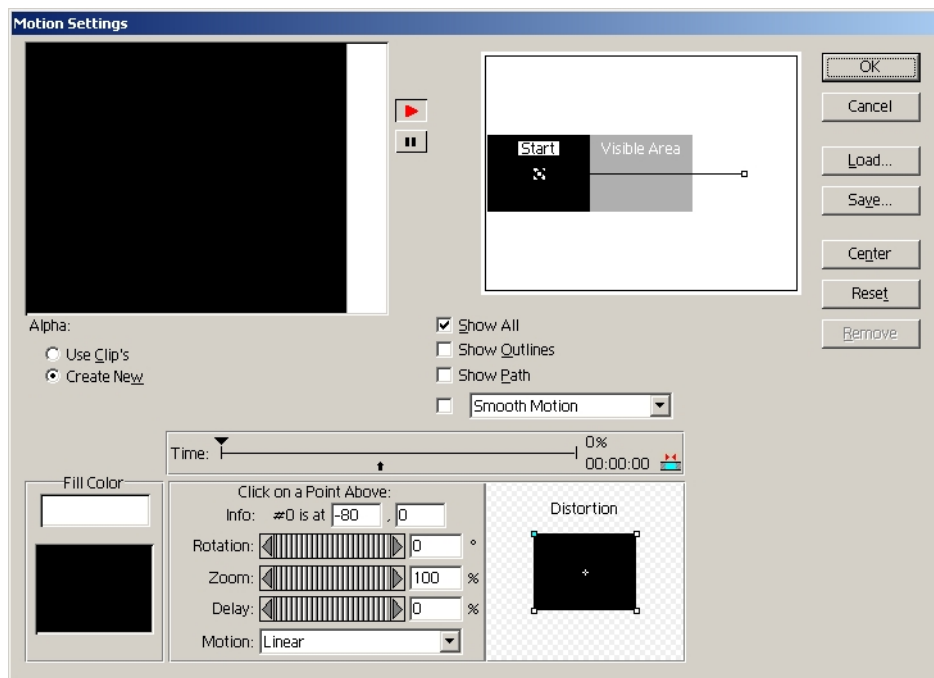 Motion Settings
OK
Cancel
Start
Visible Area
Load...
Save...
Center
Reset
Remove
Alpha:
Use Clip's
Create New
Show All
Show Outlines
Show Path
Smooth Motion
Time:
0%
00:00:00
Fill Color
Click on a Point Above:
Info: #0 is at -80 , 0
Rotation: 0 °
Zoom: 100 %
Delay: 0 %
Motion: Linear
Distortion